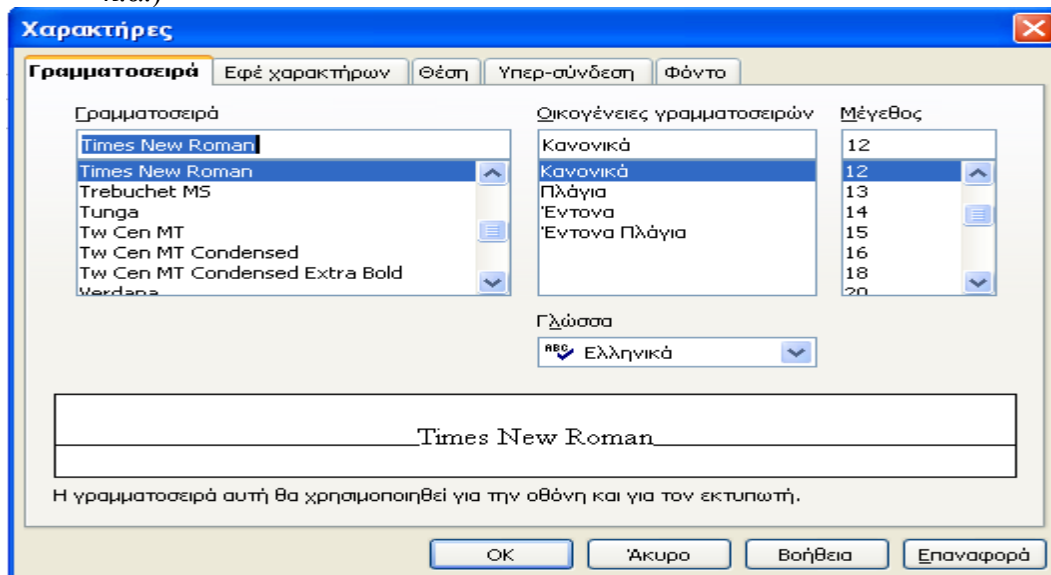 Χαρακτήρες
Γραμματοσειρά Εφέ χαρακτήρων Θέση Υπερ-σύνδεση Φόντο
Γραμματοσειρά Οικογένειες γραμματοσειρών Μέγεθος
Times New Roman Κανονικά 12
Times New Roman Κανονικά 12
Trebuchet MS Πλάγια 13
Tunga Έντονα 14
Tw Cen MT Έντονα Πλάγια 15
Tw Cen MT Condensed 16
Tw Cen MT Condensed Extra Bold 18
Verdana 20
Γλώσσα
ABC Ελληνικά
Times New Roman
Η γραμματοσειρά αυτή θα χρησιμοποιηθεί για την οθόνη και για τον εκτυπωτή.
OK Άκυρο Βοήθεια Επαναφορά